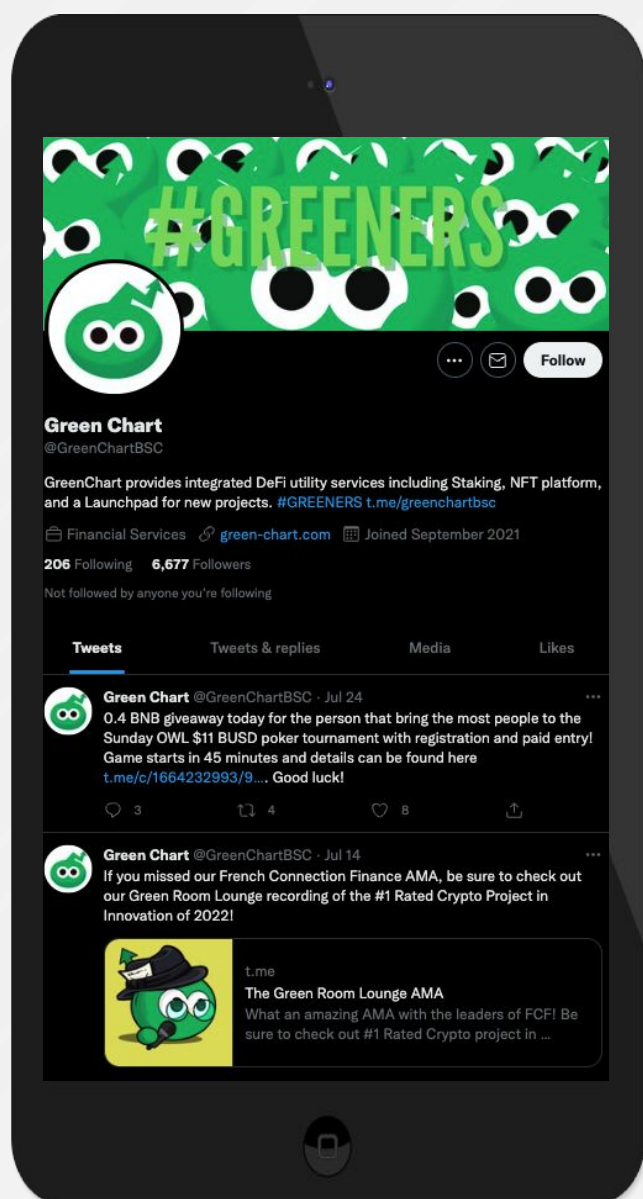 #GREENERS
Follow
Green Chart
@GreenChartBSC
GreenChart provides integrated DeFi utility services including Staking, NFT platform,
and a Launchpad for new projects. #GREENERS t.me/greenchartbsc
Financial Services green-chart.com Joined September 2021
206 Following 6,677 Followers
Not followed by anyone you're following
Tweets Tweets & replies Media Likes
Green Chart @GreenChartBSC · Jul 24
0.4 BNB giveaway today for the person that bring the most people to the
Sunday OWL $11 BUSD poker tournament with registration and paid entry!
Game starts in 45 minutes and details can be found here
t.me/c/1664232993/9.... Good luck!
3 4 8
Green Chart @GreenChartBSC · Jul 14
If you missed our French Connection Finance AMA, be sure to check out
our Green Room Lounge recording of the #1 Rated Crypto Project in
Innovation of 2022!
t.me
The Green Room Lounge AMA
What an amazing AMA with the leaders of FCF! Be
sure to check out #1 Rated Crypto project in ...